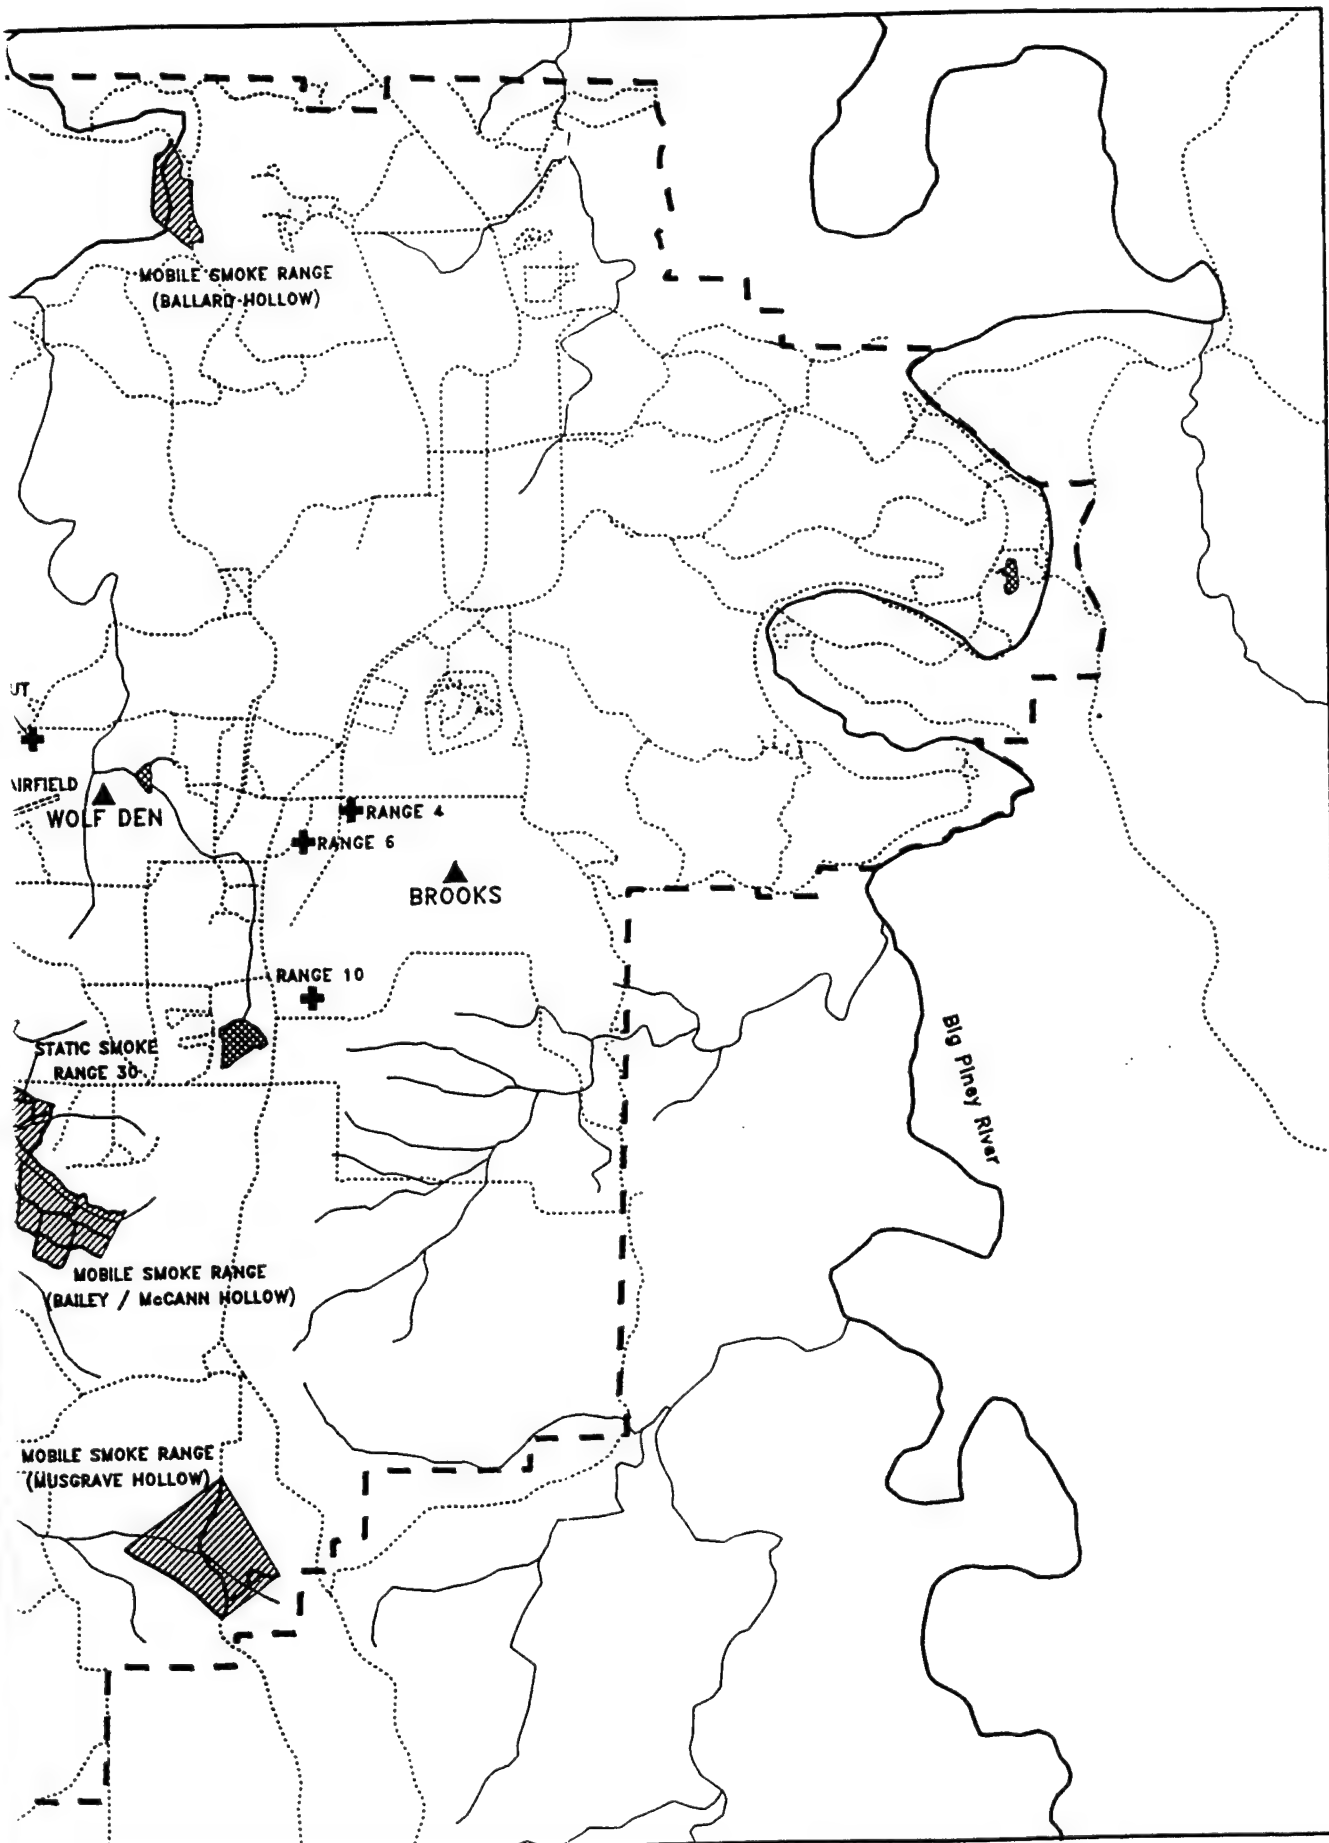 MOBILE SMOKE RANGE
(BALLARD HOLLOW)
UT
AIRFIELD
WOLF DEN
RANGE 4
RANGE 6
BROOKS
RANGE 10
STATIC SMOKE
RANGE 30
Big Piney River
MOBILE SMOKE RANGE
(BAILEY / McCANN HOLLOW)
MOBILE SMOKE RANGE
(MUSGRAVE HOLLOW)